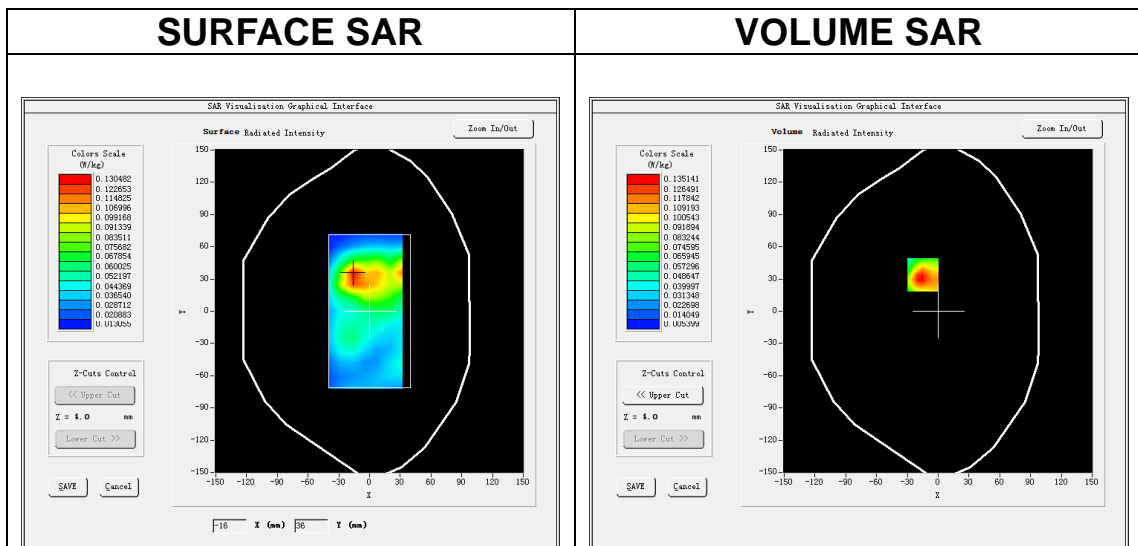 SURFACE SAR
SAR Visualisation Graphical Interface
Surface Radiated Intensity
Zoom In/Out
Colors Scale
(W/kg)
0.130482
0.122653
0.114825
0.106996
0.099168
0.091339
0.083511
0.075682
0.067854
0.060025
0.052197
0.044369
0.036540
0.028712
0.020883
0.013055
Z-Cuts Control
<< Upper Cut
Z = 4.0 mm
Lower Cut >>
SAVE Cancel
150
120
90
60
30
0
-30
-60
-90
-120
-150
Y
-150 -120 -90 -60 -30 0 30 60 90 120 150
X
-16 X (mm) 36 Y (mm)
VOLUME SAR
SAR Visualisation Graphical Interface
Volume Radiated Intensity
Zoom In/Out
Colors Scale
(W/kg)
0.135141
0.126491
0.117842
0.109193
0.100543
0.091894
0.083244
0.074595
0.065945
0.057296
0.048647
0.039997
0.031348
0.022698
0.014049
0.005399
Z-Cuts Control
<< Upper Cut
Z = 4.0 mm
Lower Cut >>
SAVE Cancel
150
120
90
60
30
0
-30
-60
-90
-120
-150
Y
-150 -120 -90 -60 -30 0 30 60 90 120 150
X